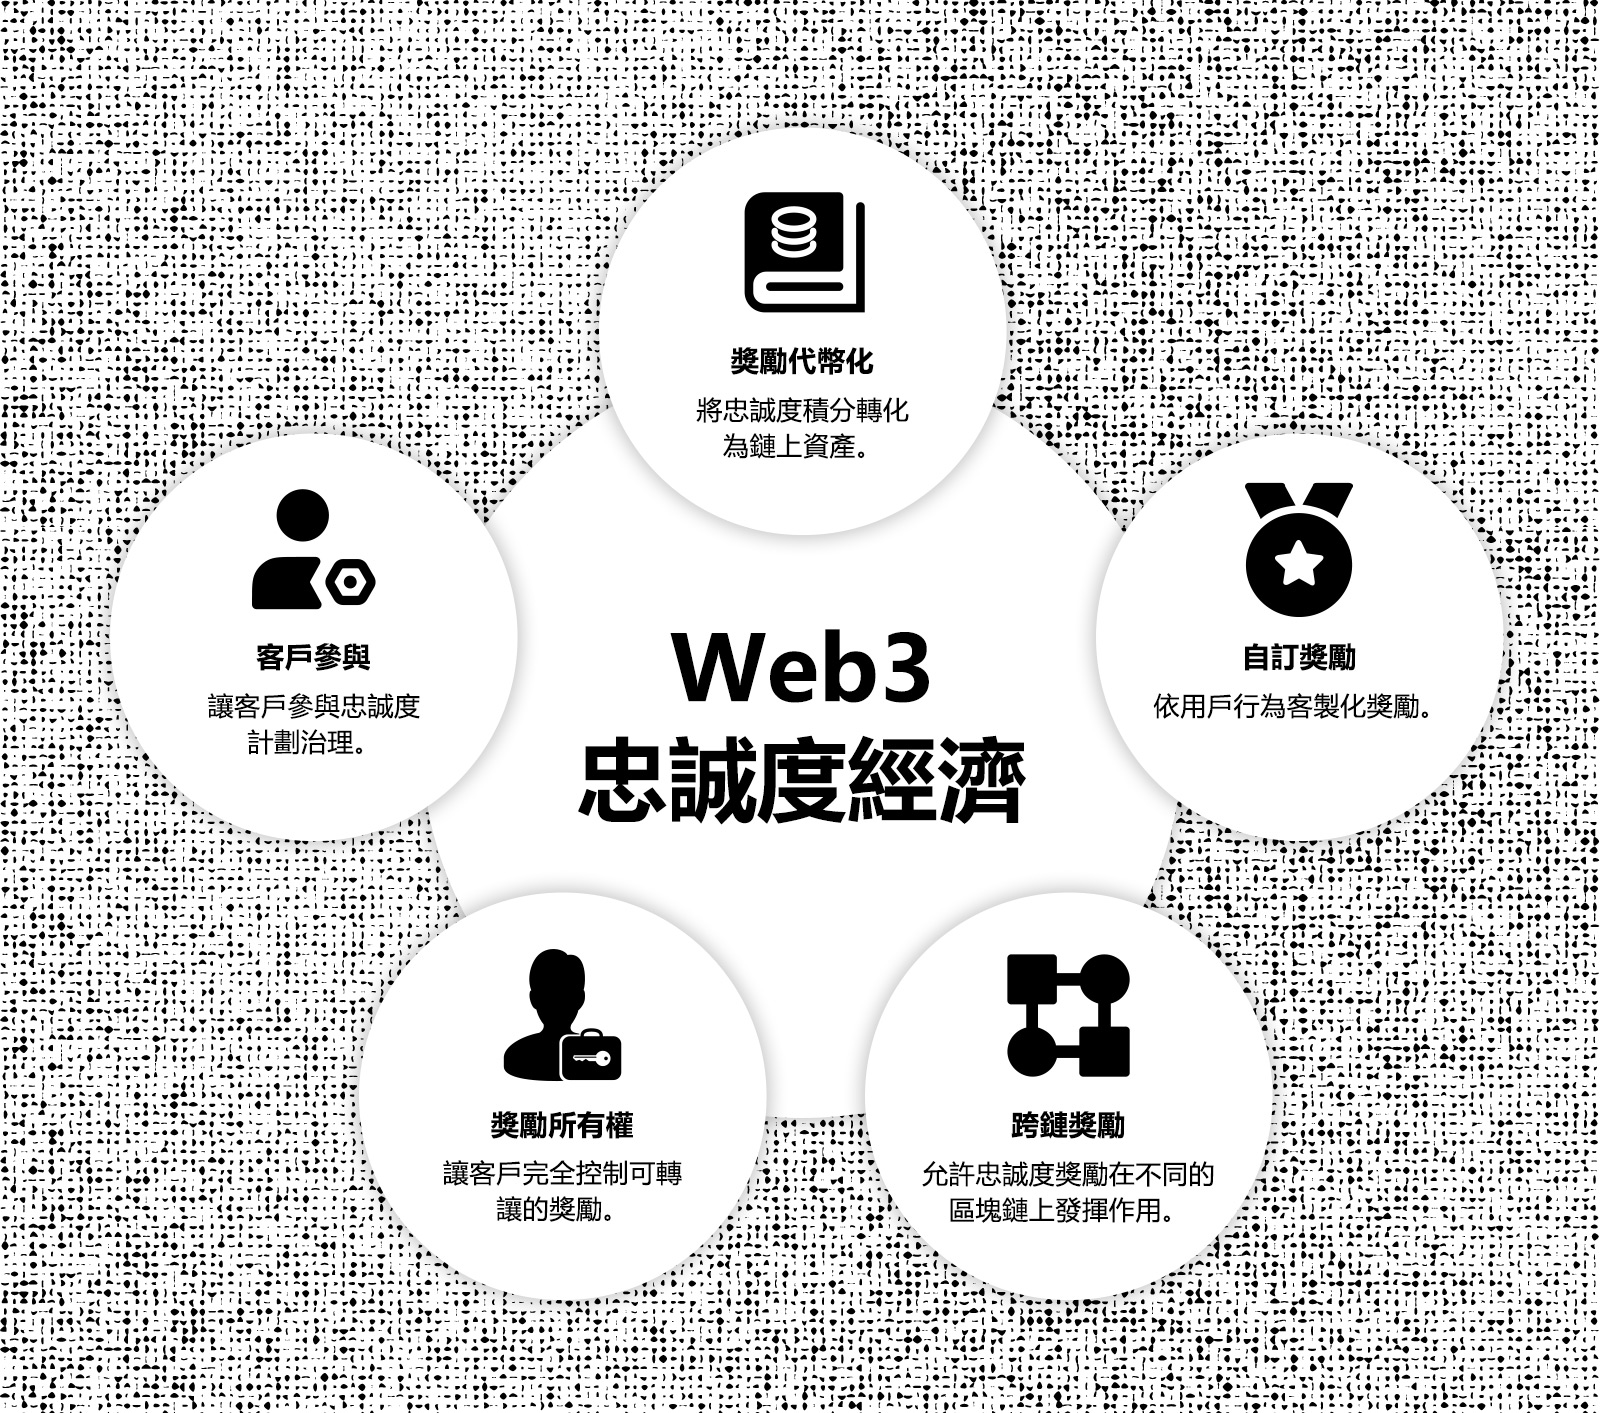 獎勵代幣化
將忠誠度積分轉化
為鏈上資產。
客戶參與
讓客戶參與忠誠度
計劃治理。
自訂獎勵
依用戶行為客製化獎勵。
Web3
忠誠度經濟
獎勵所有權
讓客戶完全控制可轉
讓的獎勵。
跨鏈獎勵
允許忠誠度獎勵在不同的
區塊鏈上發揮作用。